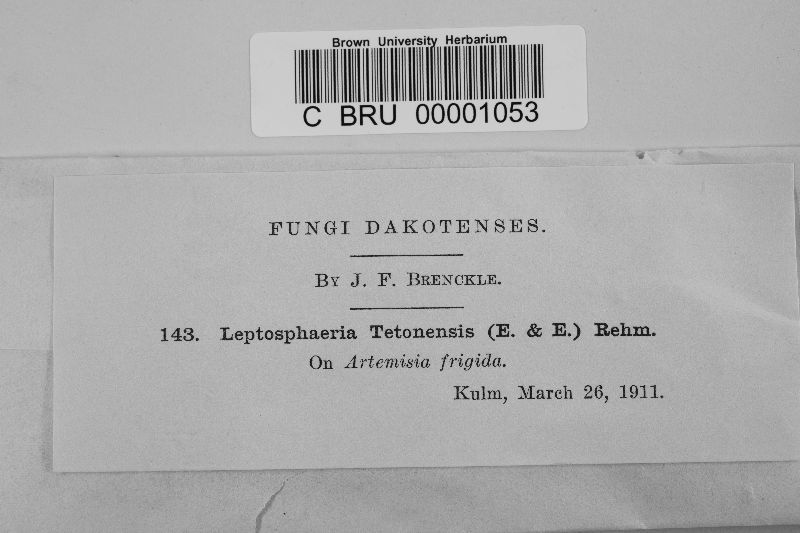 Brown University Herbarium
C BRU 00001053
FUNGI DAKOTENSES.
By J. F. Brenckle.
143. Leptosphaeria Tetonensis (E. & E.) Rehm.
On Artemisia frigida.
Kulm, March 26, 1911.